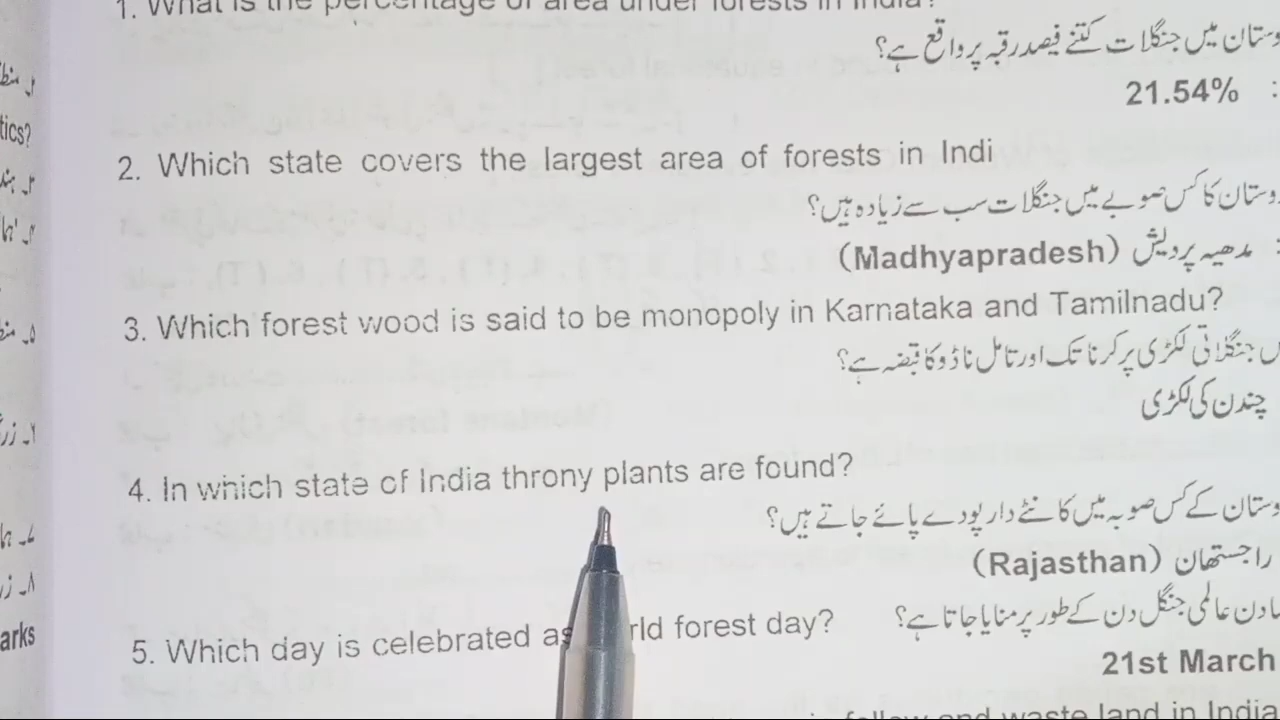 1. What is the percentage of area under forests in India?
وستان میں جنگلات کتنے فیصد رقبہ پر واقع ہے؟
21.54% :
2. Which state covers the largest area of forests in Indi
وستان کا کس صوبے میں جنگلات سب سے زیادہ ہیں؟
مدھیہ پردیش (Madhyapradesh)
3. Which forest wood is said to be monopoly in Karnataka and Tamilnadu?
جنگلاتی لکڑی پر کرناتک اور تامل ناڈو کا قبضہ ہے؟
چندن کی لکڑی
4. In which state of India throny plants are found?
وستان کے کس صوبہ میں کانٹے دار پودے پائے جاتے ہیں؟
راجستھان (Rajasthan)
5. Which day is celebrated as rld forest day?
سادن عالمی جنگل دن کے طور پر منایا جاتا ہے؟
21st March
fallow and waste land in India
tics?
arks